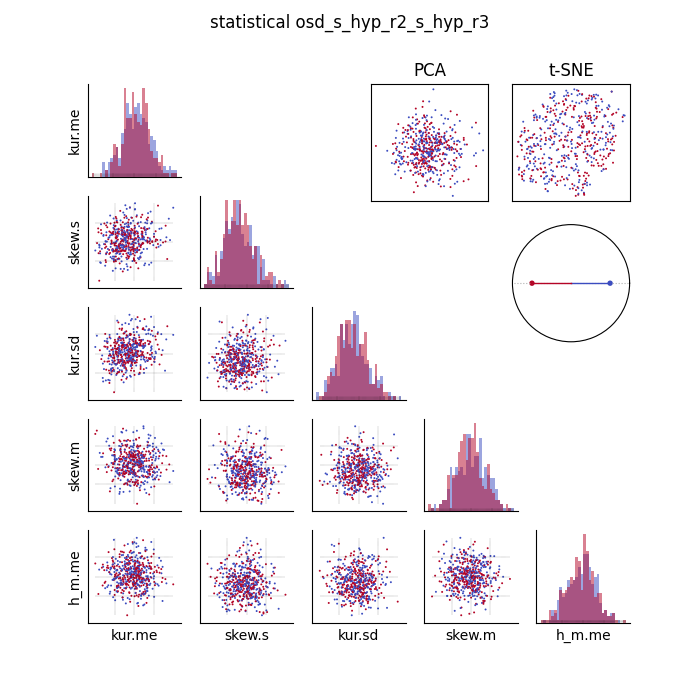 statistical osd_s_hyp_r2_s_hyp_r3
PCA
t-SNE
kur.me
skew.s
kur.sd
skew.m
h_m.me
kur.me
skew.s
kur.sd
skew.m
h_m.me